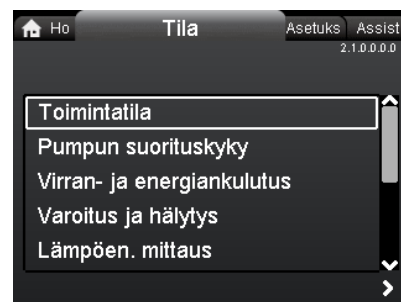 Ho Tila Asetuks Assist
2.1.0.0.0.0
Toimintatila
Pumpun suorituskyky
Virran- ja energiankulutus
Varoitus ja hälytys
Lämpöen. mittaus